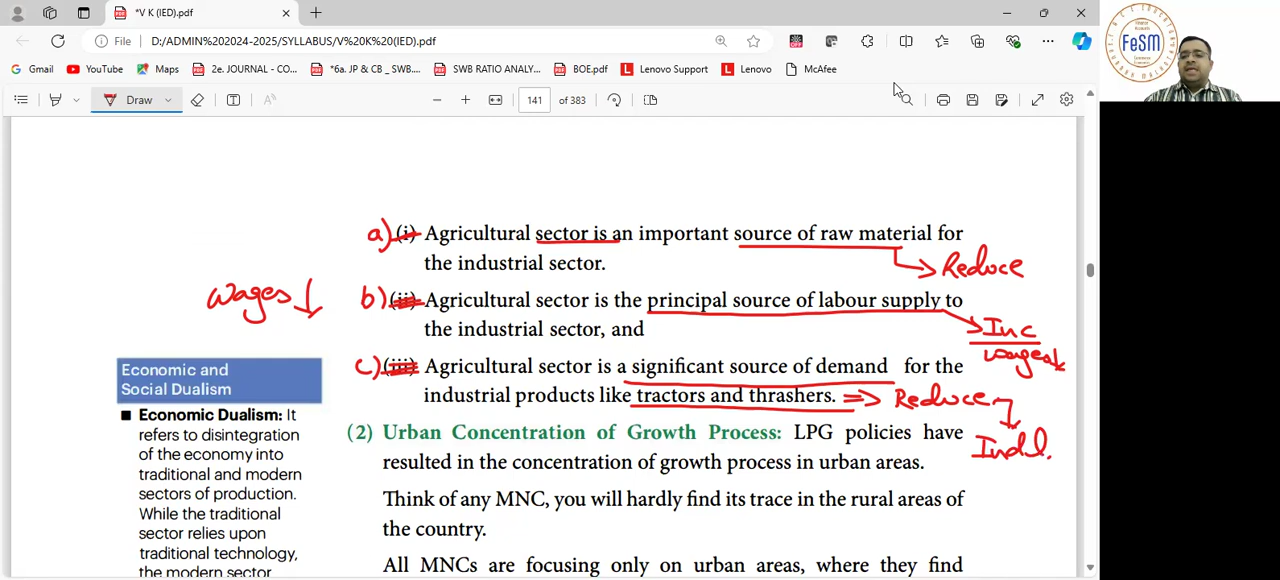 *V K (IED).pdf
File D:/ADMIN%202024-2025/SYLLABUS/V%20K%20(IED).pdf
Gmail YouTube Maps 2e. JOURNAL - CO... *6a. JP & CB _SWB.... SWB RATIO ANALY... BOE.pdf Lenovo Support Lenovo McAfee
Draw 141 of 383
FeSM
a) (i) Agricultural sector is an important source of raw material for
the industrial sector.
Reduce
wages ↓
b) (ii) Agricultural sector is the principal source of labour supply to
the industrial sector, and
Inc
wages↓
c) (iii) Agricultural sector is a significant source of demand for the
industrial products like tractors and thrashers. => Reduce
Indl.
(2) Urban Concentration of Growth Process: LPG policies have
resulted in the concentration of growth process in urban areas.
Think of any MNC, you will hardly find its trace in the rural areas of
the country.
All MNCs are focusing only on urban areas, where they find
Economic and
Social Dualism
■ Economic Dualism: It
refers to disintegration
of the economy into
traditional and modern
sectors of production.
While the traditional
sector relies upon
traditional technology,
the modern sector